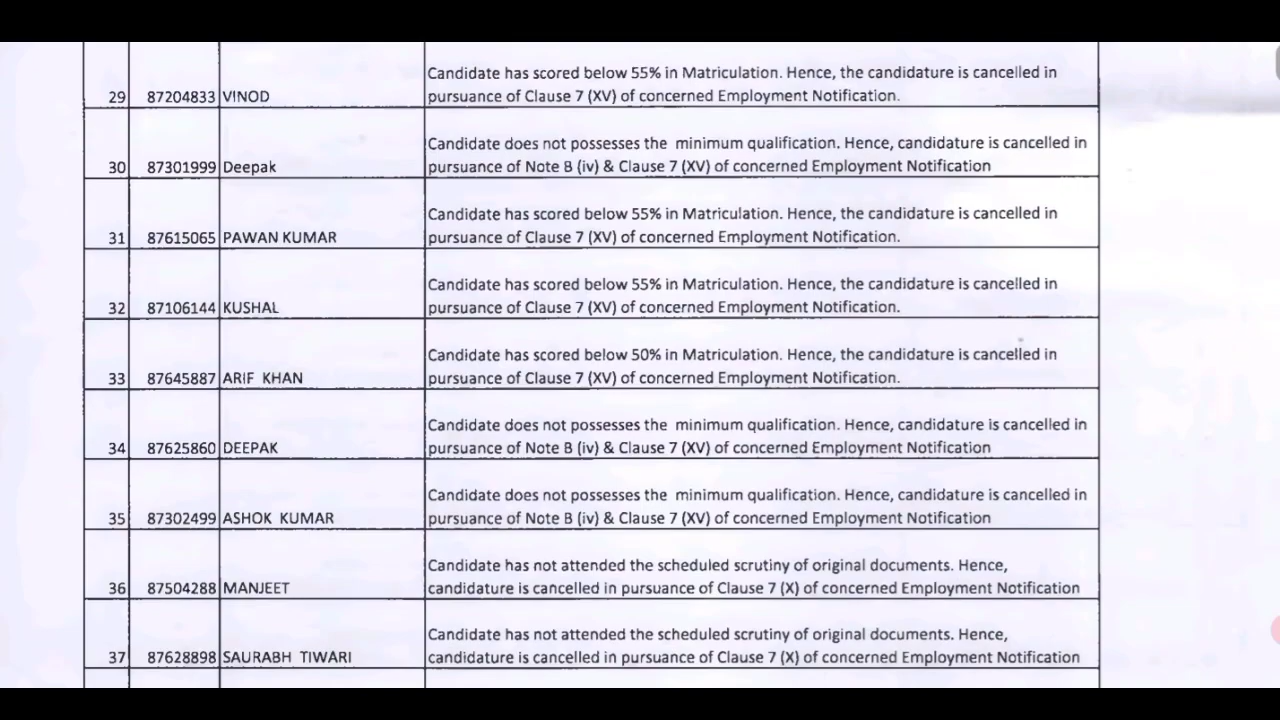 Candidate has scored below 55% in Matriculation. Hence, the candidature is cancelled in
29 87204833 VINOD pursuance of Clause 7 (XV) of concerned Employment Notification.
Candidate does not possesses the minimum qualification. Hence, candidature is cancelled in
30 87301999 Deepak pursuance of Note B (iv) & Clause 7 (XV) of concerned Employment Notification
Candidate has scored below 55% in Matriculation. Hence, the candidature is cancelled in
31 87615065 PAWAN KUMAR pursuance of Clause 7 (XV) of concerned Employment Notification.
Candidate has scored below 55% in Matriculation. Hence, the candidature is cancelled in
32 87106144 KUSHAL pursuance of Clause 7 (XV) of concerned Employment Notification.
Candidate has scored below 50% in Matriculation. Hence, the candidature is cancelled in
33 87645887 ARIF KHAN pursuance of Clause 7 (XV) of concerned Employment Notification.
Candidate does not possesses the minimum qualification. Hence, candidature is cancelled in
34 87625860 DEEPAK pursuance of Note B (iv) & Clause 7 (XV) of concerned Employment Notification
Candidate does not possesses the minimum qualification. Hence, candidature is cancelled in
35 87302499 ASHOK KUMAR pursuance of Note B (iv) & Clause 7 (XV) of concerned Employment Notification
Candidate has not attended the scheduled scrutiny of original documents. Hence,
36 87504288 MANJEET candidature is cancelled in pursuance of Clause 7 (X) of concerned Employment Notification
Candidate has not attended the scheduled scrutiny of original documents. Hence,
37 87628898 SAURABH TIWARI candidature is cancelled in pursuance of Clause 7 (X) of concerned Employment Notification